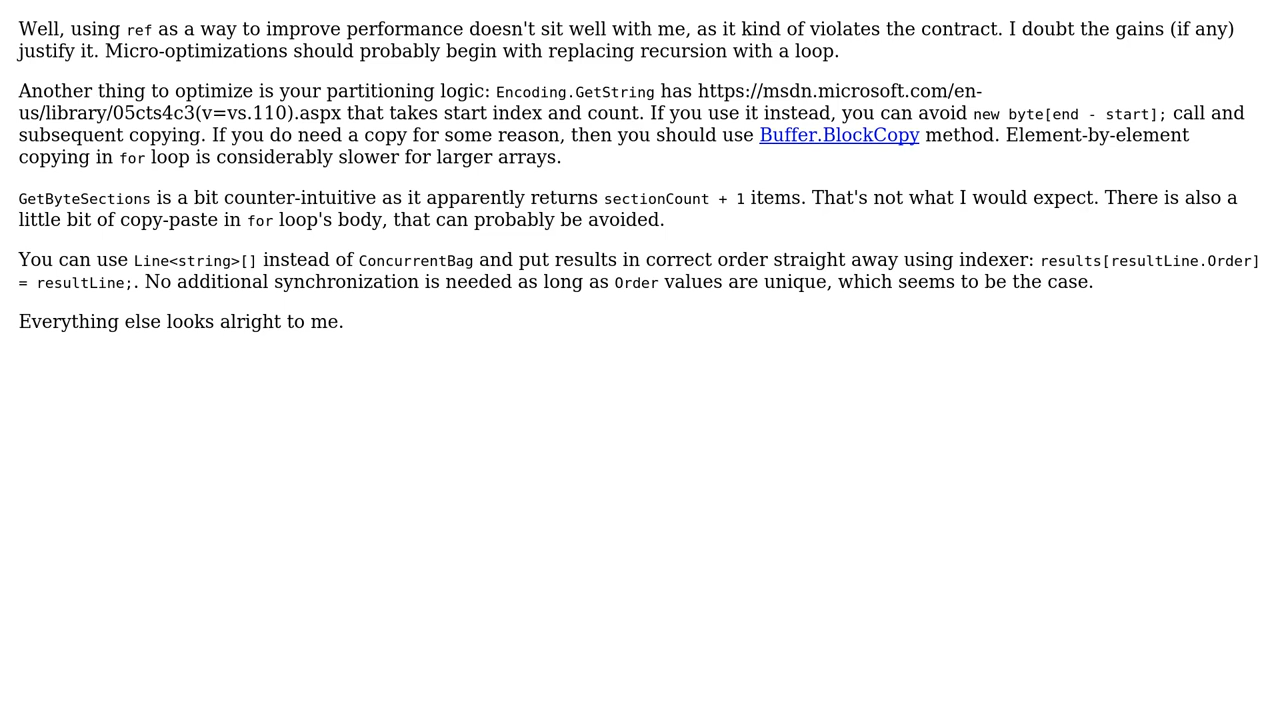 Well, using ref as a way to improve performance doesn't sit well with me, as it kind of violates the contract. I doubt the gains (if any)
justify it. Micro-optimizations should probably begin with replacing recursion with a loop.
Another thing to optimize is your partitioning logic: Encoding.GetString has https://msdn.microsoft.com/en-
us/library/05cts4c3(v=vs.110).aspx that takes start index and count. If you use it instead, you can avoid new byte[end - start]; call and
subsequent copying. If you do need a copy for some reason, then you should use Buffer.BlockCopy method. Element-by-element
copying in for loop is considerably slower for larger arrays.
GetByteSections is a bit counter-intuitive as it apparently returns sectionCount + 1 items. That's not what I would expect. There is also a
little bit of copy-paste in for loop's body, that can probably be avoided.
You can use Line<string>[] instead of ConcurrentBag and put results in correct order straight away using indexer: results[resultLine.Order]
= resultLine;. No additional synchronization is needed as long as Order values are unique, which seems to be the case.
Everything else looks alright to me.